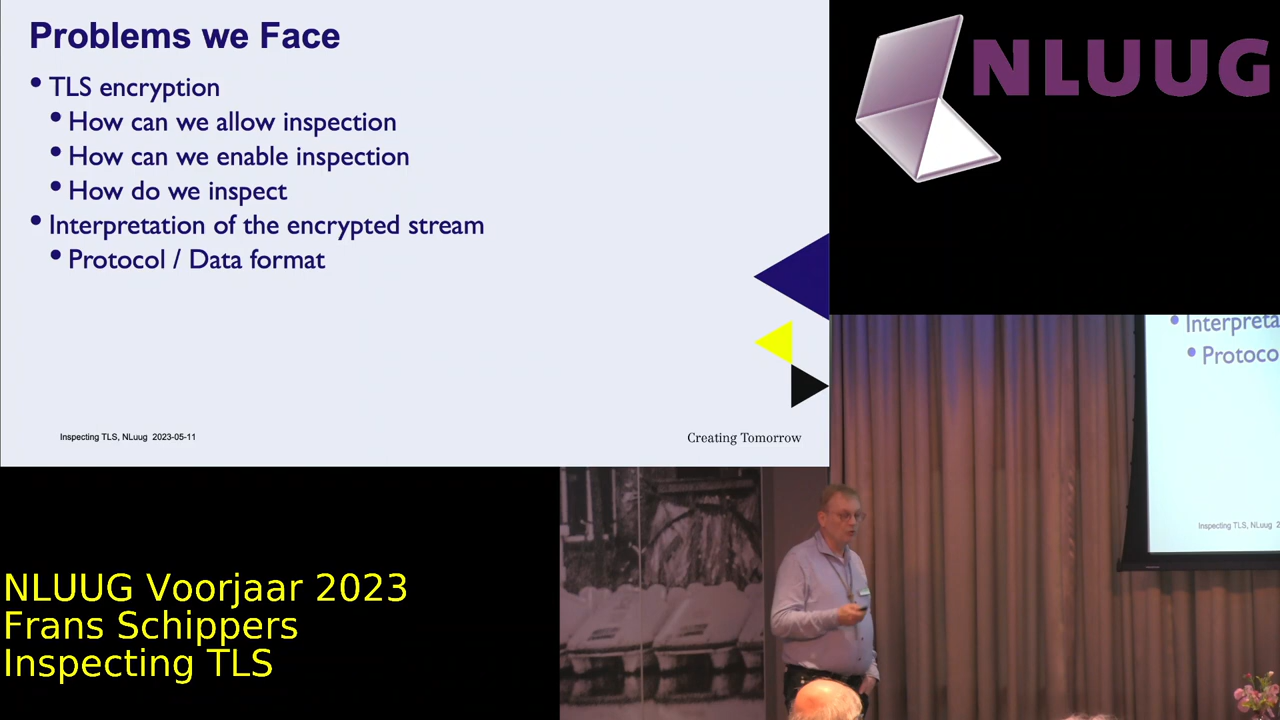 Problems we Face
• TLS encryption
• How can we allow inspection
• How can we enable inspection
• How do we inspect
• Interpretation of the encrypted stream
• Protocol / Data format
Inspecting TLS, NLuug 2023-05-11
Creating Tomorrow
NLUUG
• Interpreta
• Protoco
Inspecting TLS, NLuug 2
NLUUG Voorjaar 2023
Frans Schippers
Inspecting TLS